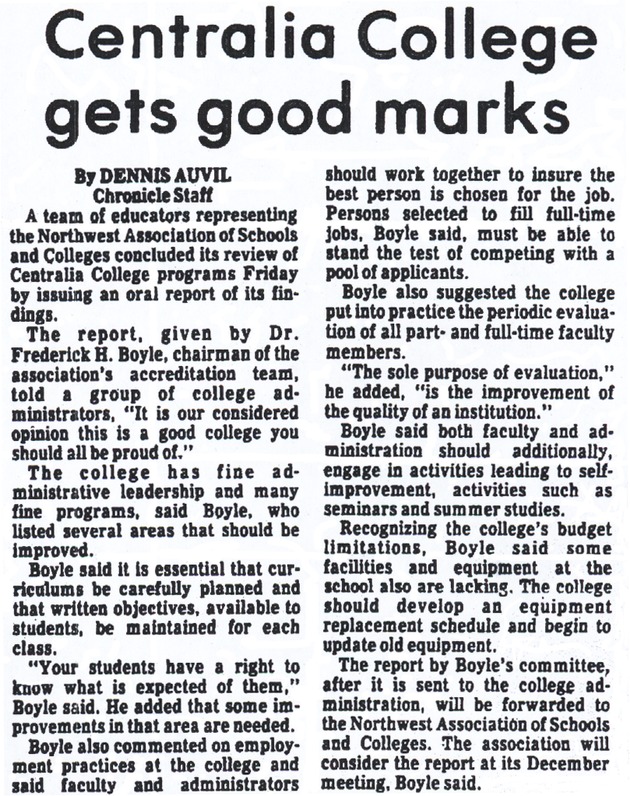 Centralia College
gets good marks
By DENNIS AUVIL
Chronicle Staff
A team of educators representing
the Northwest Association of Schools
and Colleges concluded its review of
Centralia College programs Friday
by issuing an oral report of its fin-
dings.
The report, given by Dr.
Frederick H. Boyle, chairman of the
association's accreditation team,
told a group of college ad-
ministrators, "It is our considered
opinion this is a good college you
should all be proud of."
The college has fine ad-
ministrative leadership and many
fine programs, said Boyle, who
listed several areas that should be
improved.
Boyle said it is essential that cur-
riculums be carefully planned and
that written objectives, available to
students, be maintained for each
class.
"Your students have a right to
know what is expected of them,"
Boyle said. He added that some im-
provements in that area are needed.
Boyle also commented on employ-
ment practices at the college and
said faculty and administrators
should work together to insure the
best person is chosen for the job.
Persons selected to fill full-time
jobs, Boyle said, must be able to
stand the test of competing with a
pool of applicants.
Boyle also suggested the college
put into practice the periodic evalua-
tion of all part- and full-time faculty
members.
"The sole purpose of evaluation,"
he added, "is the improvement of
the quality of an institution."
Boyle said both faculty and ad-
ministration should additionally,
engage in activities leading to self-
improvement, activities such as
seminars and summer studies.
Recognizing the college's budget
limitations, Boyle said some
facilities and equipment at the
school also are lacking. The college
should develop an equipment
replacement schedule and begin to
update old equipment.
The report by Boyle's committee,
after it is sent to the college ad-
ministration, will be forwarded to
the Northwest Association of Schools
and Colleges. The association will
consider the report at its December
meeting, Boyle said.